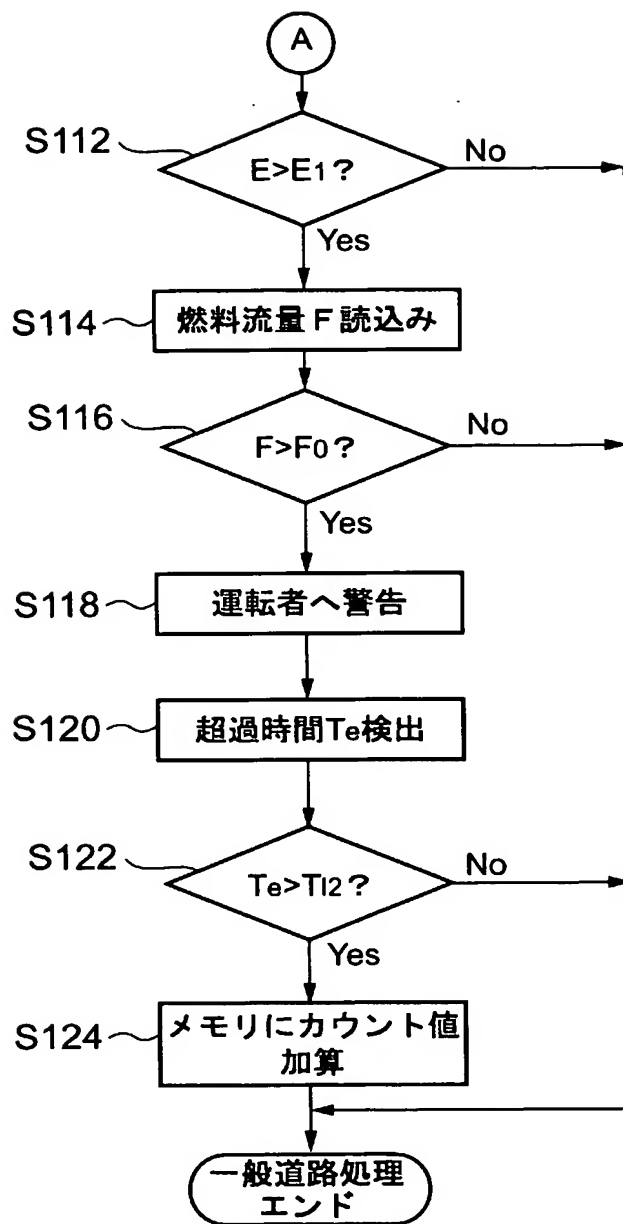 A
S112
E>E1?
No
Yes
S114
燃料流量F読込み
S116
F>F0?
No
Yes
S118
運転者へ警告
S120
超過時間Te検出
S122
Te>Tl2?
No
Yes
S124
メモリにカウント値
加算
一般道路処理
エンド